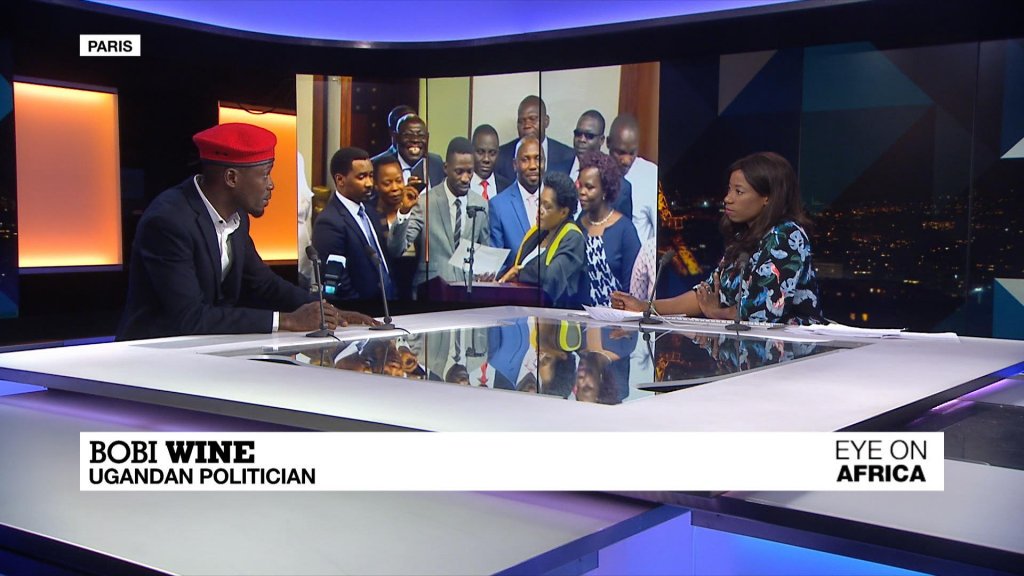 PARIS
BOBI WINE
UGANDAN POLITICIAN
EYE ON
AFRICA